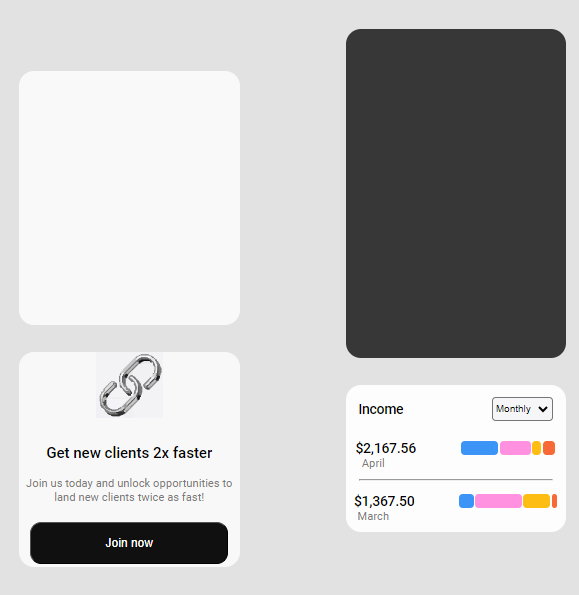 Get new clients 2x faster
Join us today and unlock opportunities to
land new clients twice as fast!
Join now
Income
Monthly
$2,167.56
April
$1,367.50
March